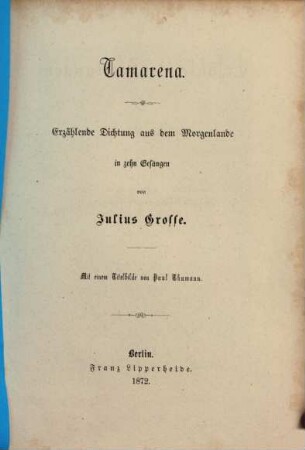 Tamarena.
Erzählende Dichtung aus dem Morgenlande
in zehn Gesängen
von
Julius Grosse.
Mit einem Titelbilde von Paul Thumann.
Berlin.
Franz Lipperheide.
1872.